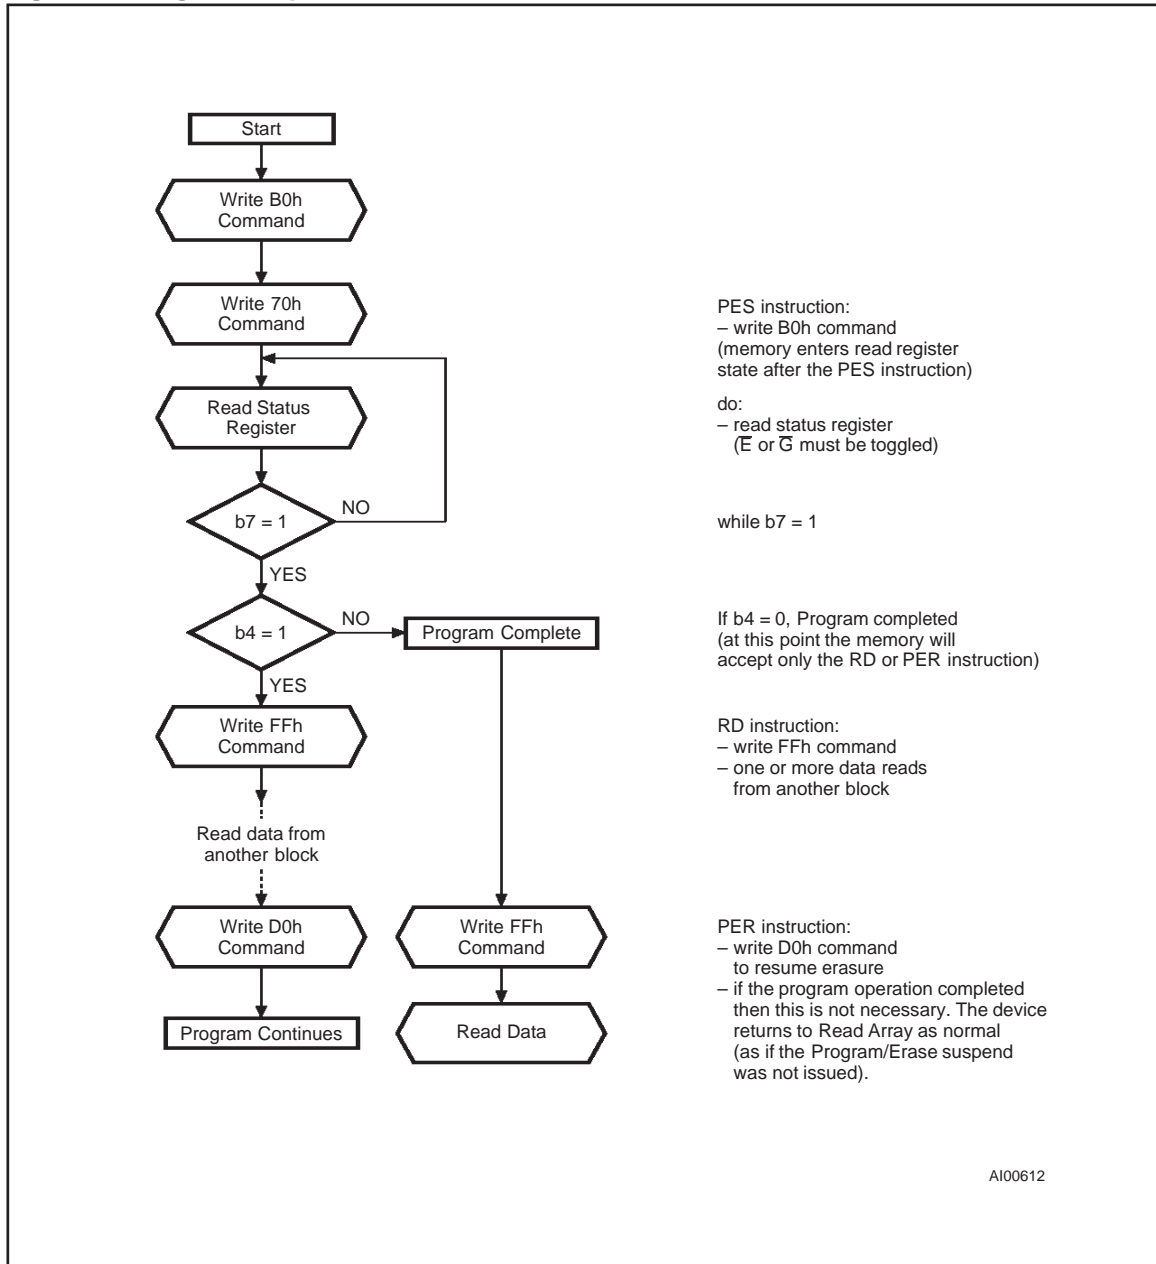 Start
Write B0h
Command
Write 70h
Command
Read Status
Register
b7 = 1
NO
YES
b4 = 1
NO
Program Complete
YES
Write FFh
Command
Read data from
another block
Write D0h
Command
Program Continues
Write FFh
Command
Read Data
PES instruction:
– write B0h command
(memory enters read register
state after the PES instruction)
do:
– read status register
(E̅ or G̅ must be toggled)
while b7 = 1
If b4 = 0, Program completed
(at this point the memory will
accept only the RD or PER instruction)
RD instruction:
– write FFh command
– one or more data reads
from another block
PER instruction:
– write D0h command
to resume erasure
– if the program operation completed
then this is not necessary. The device
returns to Read Array as normal
(as if the Program/Erase suspend
was not issued).
AI00612